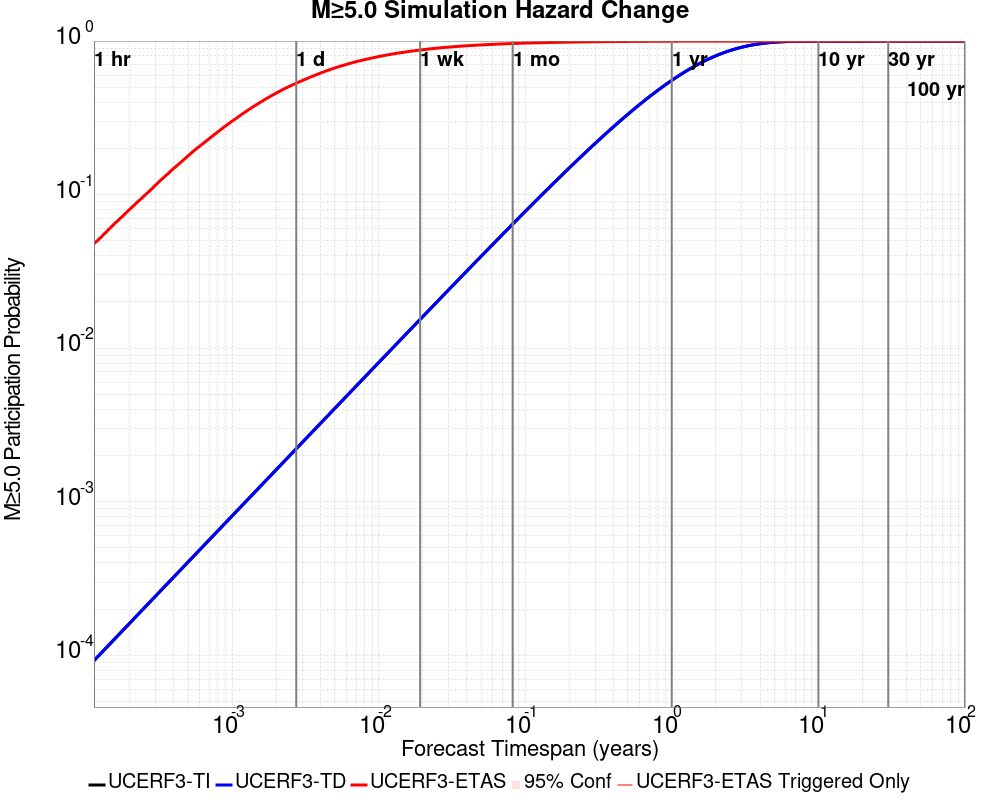 M≥5.0 Simulation Hazard Change
10^0
1 hr
1 d
1 wk
1 mo
1 yr
10 yr
30 yr
100 yr
10^-1
10^-2
10^-3
10^-4
M≥5.0 Participation Probability
10^-3
10^-2
10^-1
10^0
10^1
10^2
Forecast Timespan (years)
UCERF3-TI UCERF3-TD UCERF3-ETAS 95% Conf UCERF3-ETAS Triggered Only